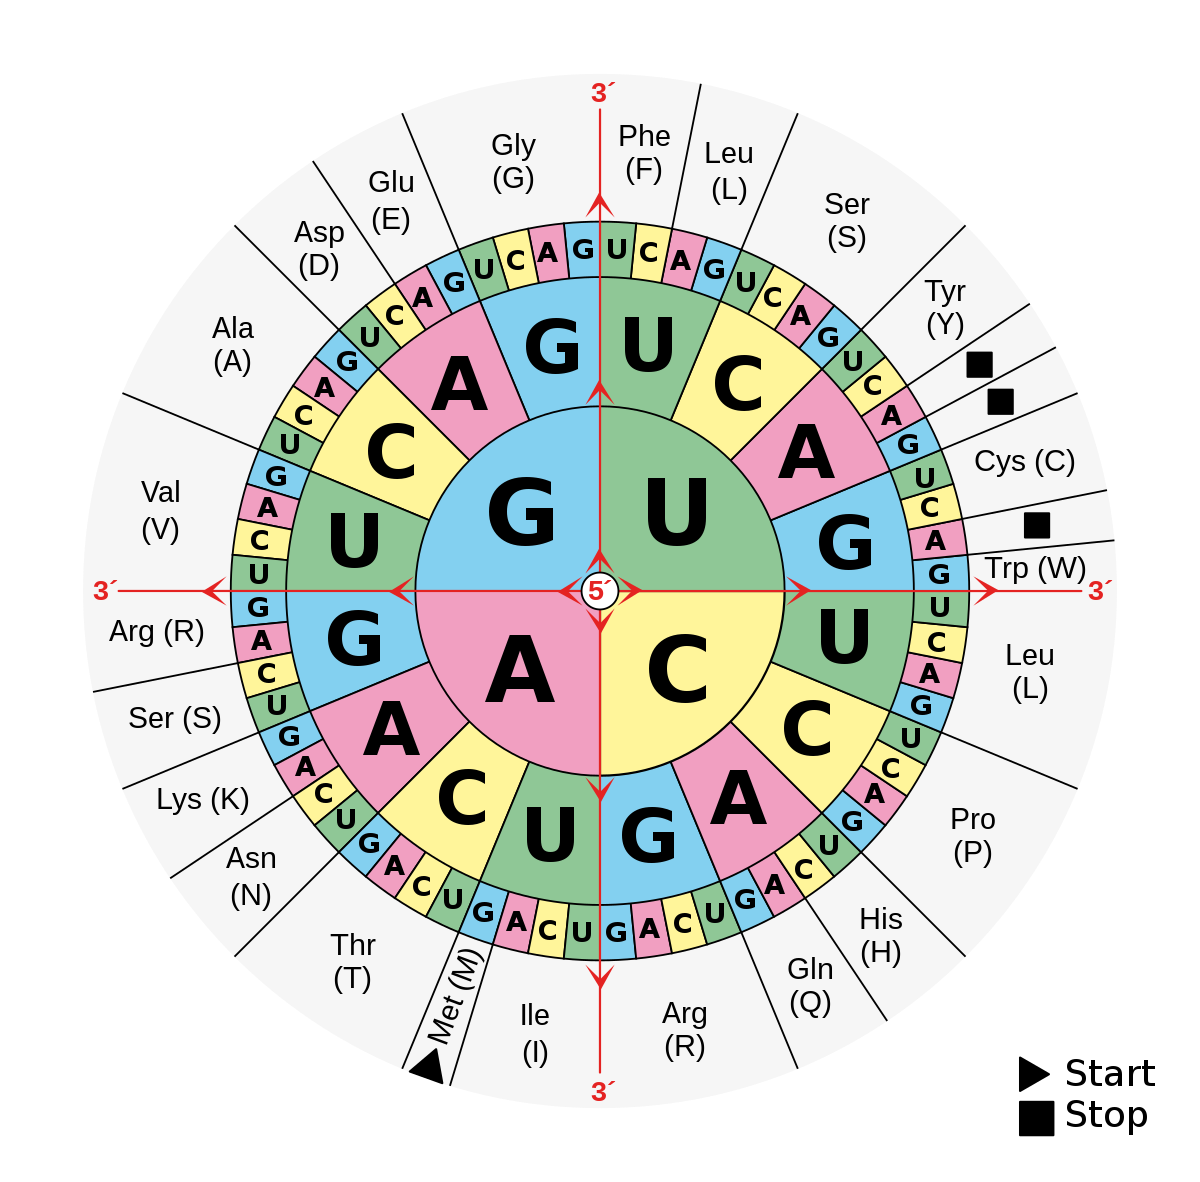 3´
Phe
(F)
Leu
(L)
Ser
(S)
Tyr
(Y)
Cys (C)
Trp (W)
3´
Leu
(L)
Pro
(P)
His
(H)
Gln
(Q)
Arg
(R)
3´
Ile
(I)
Met (M)
Thr
(T)
Asn
(N)
Lys (K)
Ser (S)
Arg (R)
3´
Val
(V)
Ala
(A)
Asp
(D)
Glu
(E)
Gly
(G)
U C A G U C A G U C A G U C A G
U C A G U C A G U C A G U C A G
G A C U G A C U G A C U G A C U
G A C U G A C U G A C U G A C U
U C A G
U C A G
U C A G
U C A G
G U
A C
5´
Start
Stop